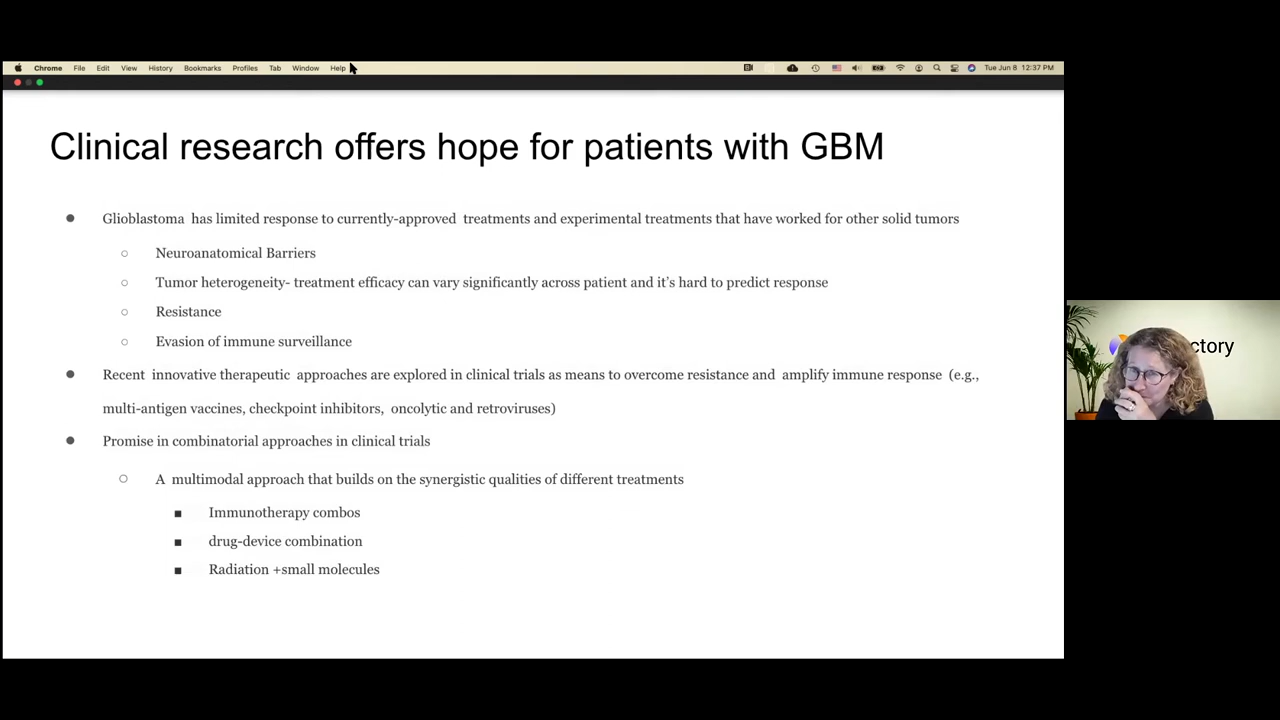 Chrome File Edit View History Bookmarks Profiles Tab Window Help Tue Jun 8 12:37 PM
Clinical research offers hope for patients with GBM
● Glioblastoma has limited response to currently-approved treatments and experimental treatments that have worked for other solid tumors
○ Neuroanatomical Barriers
○ Tumor heterogeneity- treatment efficacy can vary significantly across patient and it's hard to predict response
○ Resistance
○ Evasion of immune surveillance
● Recent innovative therapeutic approaches are explored in clinical trials as means to overcome resistance and amplify immune response (e.g.,
multi-antigen vaccines, checkpoint inhibitors, oncolytic and retroviruses)
● Promise in combinatorial approaches in clinical trials
○ A multimodal approach that builds on the synergistic qualities of different treatments
■ Immunotherapy combos
■ drug-device combination
■ Radiation +small molecules
ctory